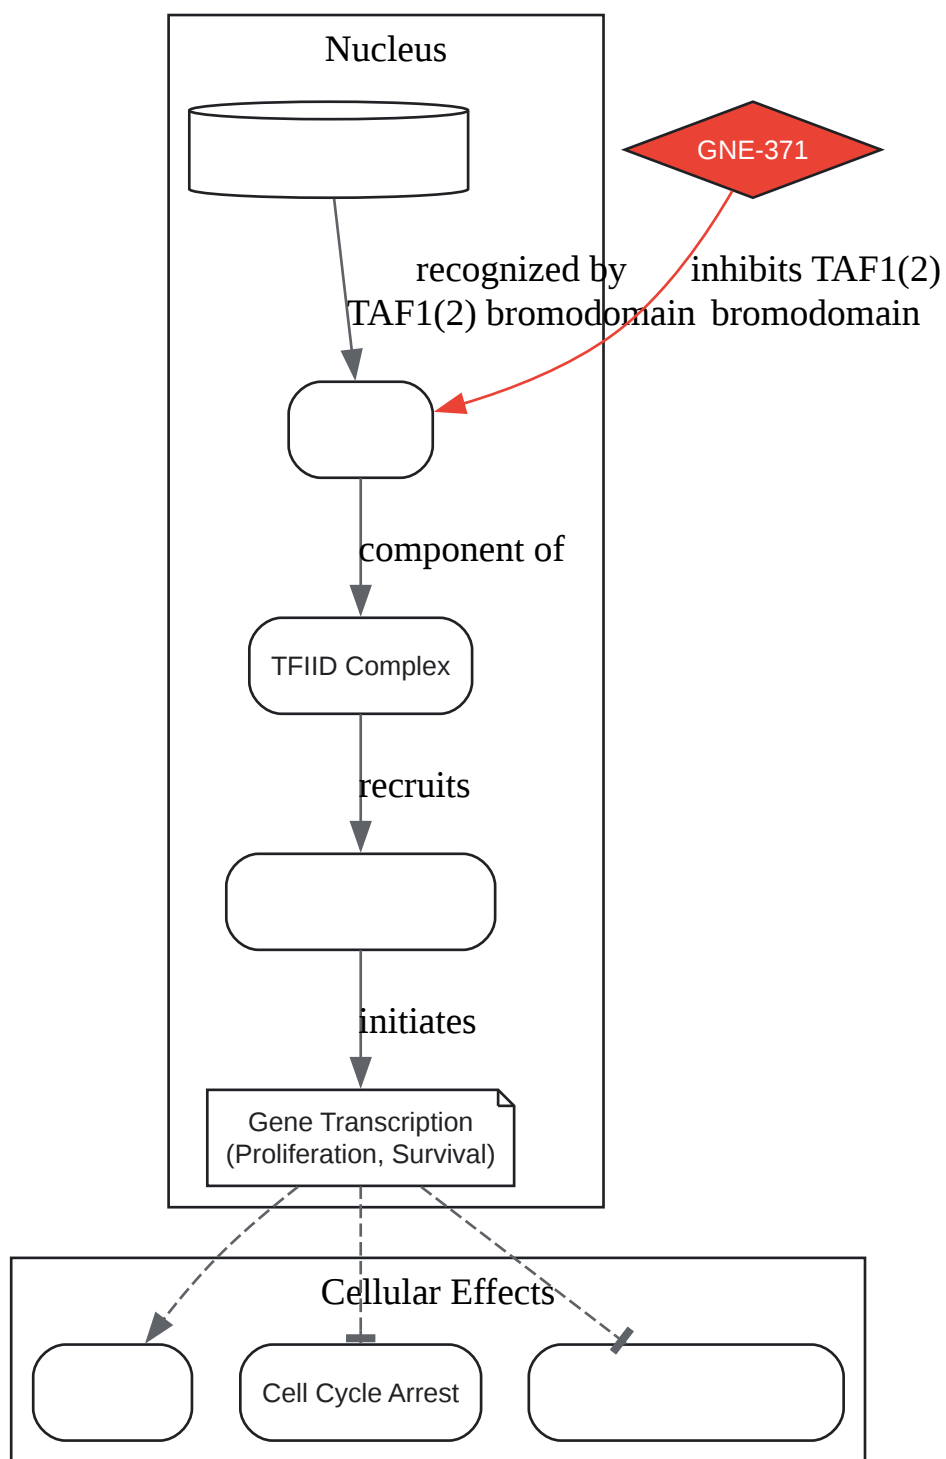 Nucleus
GNE-371
recognized by
TAF1(2) bromodomain
inhibits TAF1(2)
bromodomain
component of
TFIID Complex
recruits
initiates
Gene Transcription
(Proliferation, Survival)
Cellular Effects
Cell Cycle Arrest